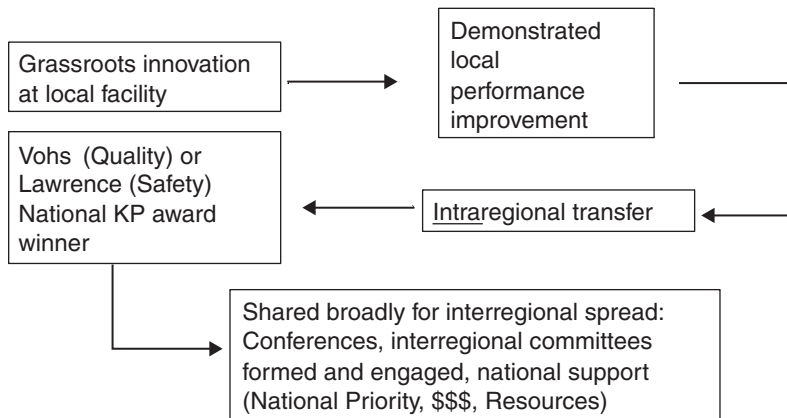 Grassroots innovation
at local facility
Demonstrated
local
performance
improvement
Intraregional transfer
Vohs (Quality) or
Lawrence (Safety)
National KP award
winner
Shared broadly for interregional spread:
Conferences, interregional committees
formed and engaged, national support
(National Priority, $$$, Resources)